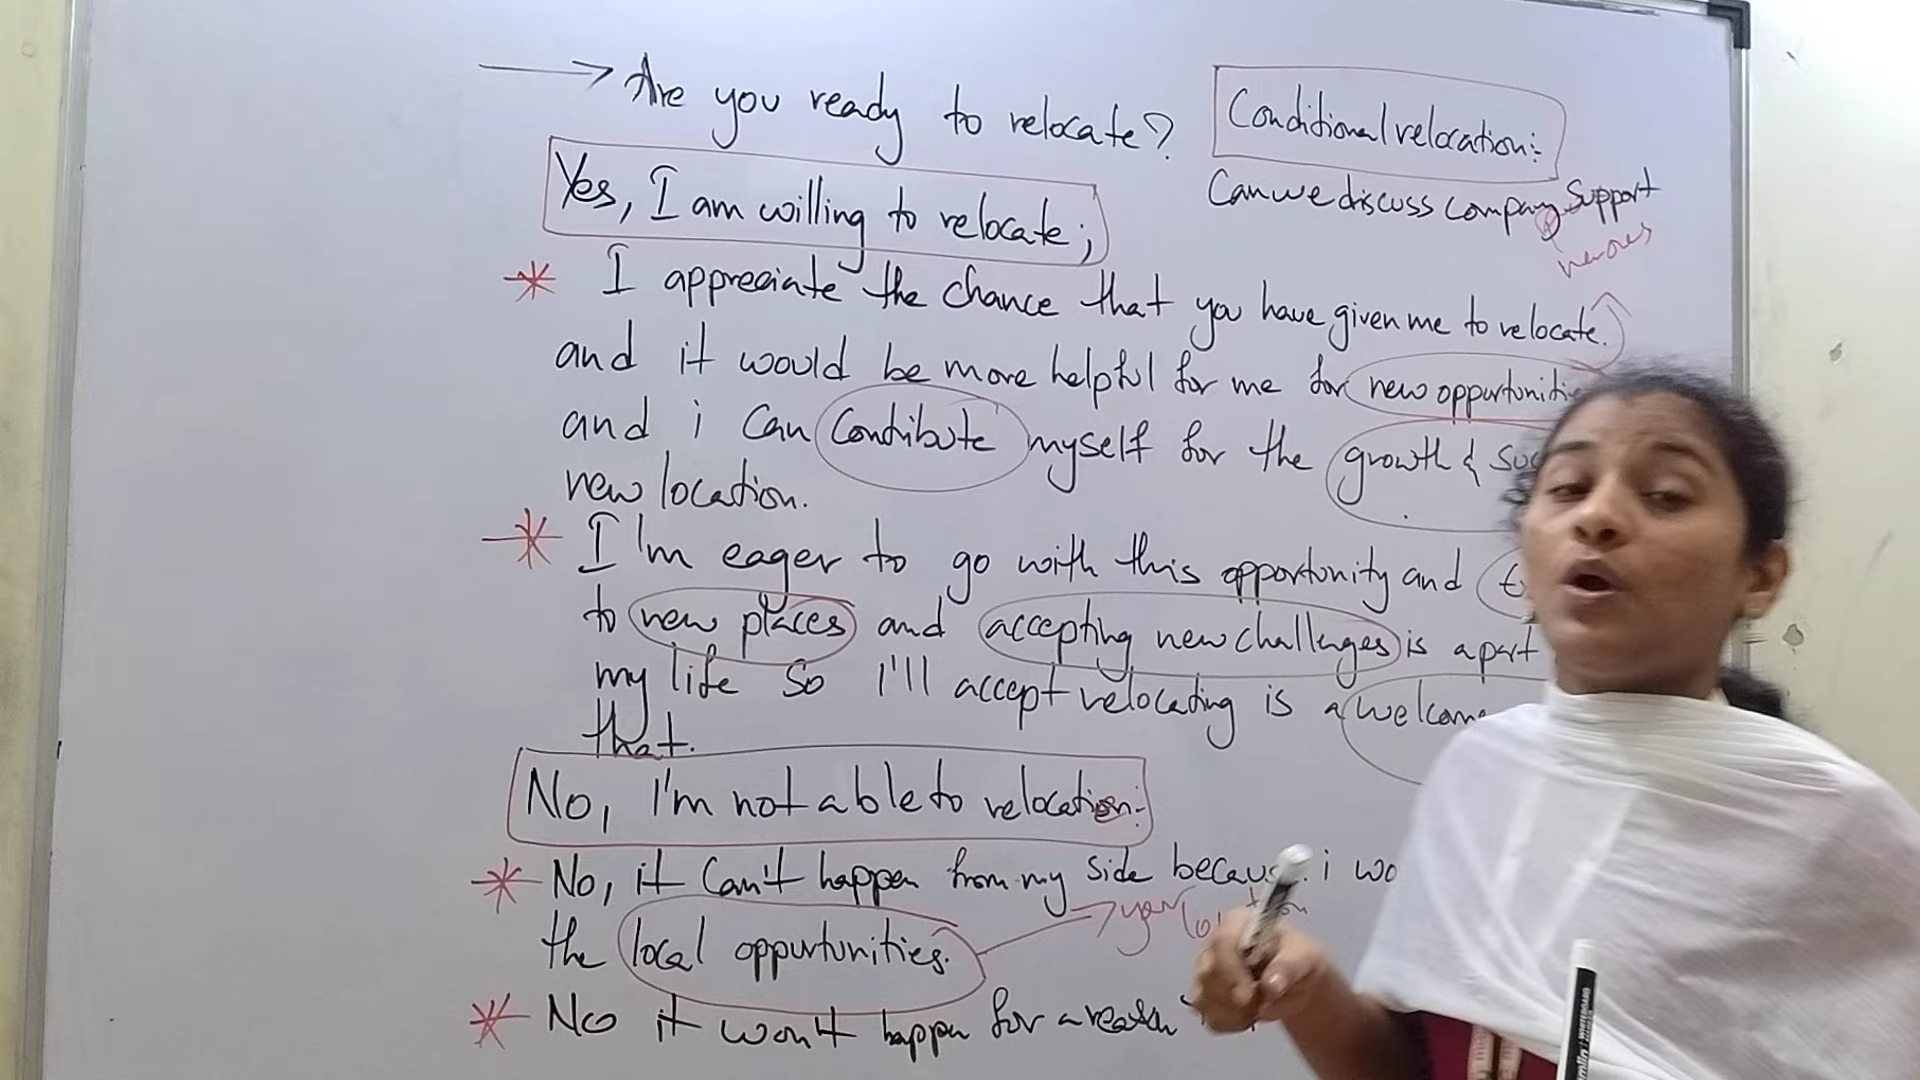 Are you ready to relocate?
Conditional relocation:-
Can we discuss company support
Yes, I am willing to relocate;
I appreciate the chance that you have given me to relocate.
and it would be more helpful for me for new opportunities
and i can contribute myself for the growth &
new location.
I'm eager to go with this opportunity and
to new places and accepting new challenges is a part
my life so I'll accept relocating is a welcome
that.
No, I'm not able to relocation:-
No, it can't happen from my side because i
your
the local oppurtunities.
No it won't happen for a reason